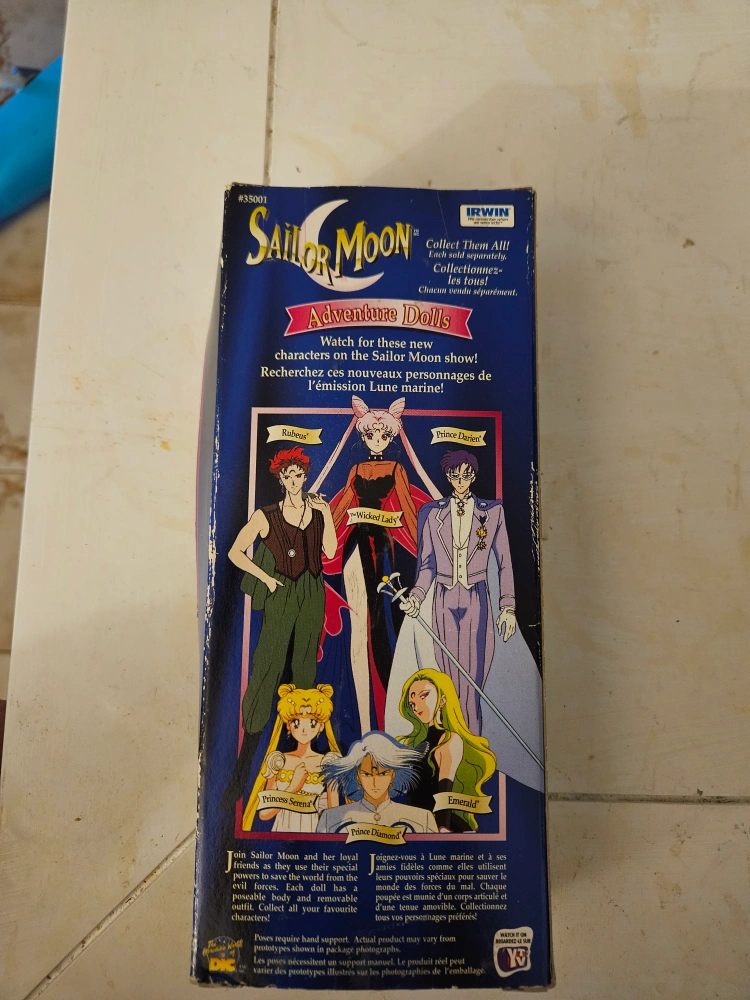 #35001
SAILOR MOON
IRWIN
Collect Them All!
Each sold separately.
Collectionnez-
les tous!
Chacun vendu séparément.
Adventure Dolls
Watch for these new
characters on the Sailor Moon show!
Recherchez ces nouveaux personnages de
l'émission Lune marine!
Rubeus
Prince Darien
The Wicked Lady
Princess Serena
Emerald
Prince Diamond
Join Sailor Moon and her loyal
friends as they use their special
powers to save the world from the
evil forces. Each doll has a
poseable body and removable
outfit. Collect all your favourite
characters!
Joignez-vous à Lune marine et à ses
amies fidèles comme elles utilisent
leurs pouvoirs spéciaux pour sauver le
monde des forces du mal. Chaque
poupée est munie d'un corps articulé et
d'une tenue amovible. Collectionnez
tous vos personnages préférés!
The
Wonderful World
of
DIC
Poses require hand support. Actual product may vary from
prototypes shown in package photographs.
Les poses nécessitent un support manuel. Le produit réel peut
varier des prototypes illustrés sur les photographies de l'emballage.
WATCH IT ON
REGARDEZ-LE SUR
YTV